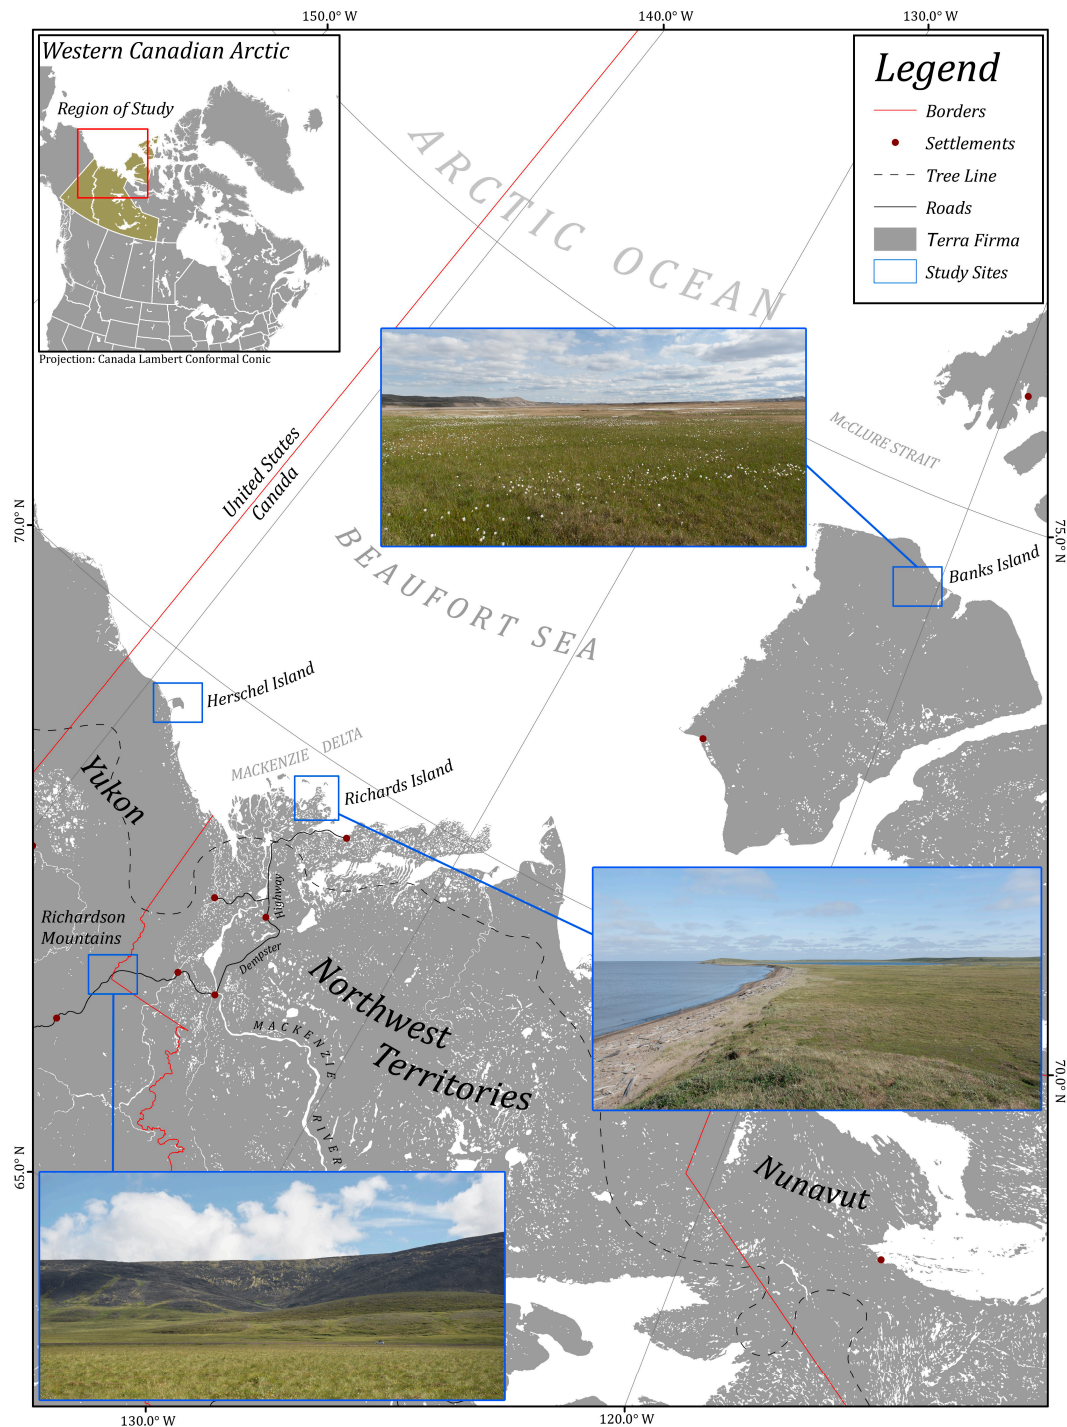 150.0° W
140.0° W
130.0° W
Western Canadian Arctic
Region of Study
Projection: Canada Lambert Conformal Conic
Legend
Borders
Settlements
Tree Line
Roads
Terra Firma
Study Sites
ARCTIC OCEAN
McCLURE STRAIT
United States
Canada
70.0° N
75.0° N
BEAUFORT SEA
Banks Island
Herschel Island
MACKENZIE DELTA
Richards Island
Yukon
Highway
Dempster
Richardson
Mountains
Northwest
Territories
MACKENZIE
RIVER
70.0° N
65.0° N
Nunavut
130.0° W
120.0° W